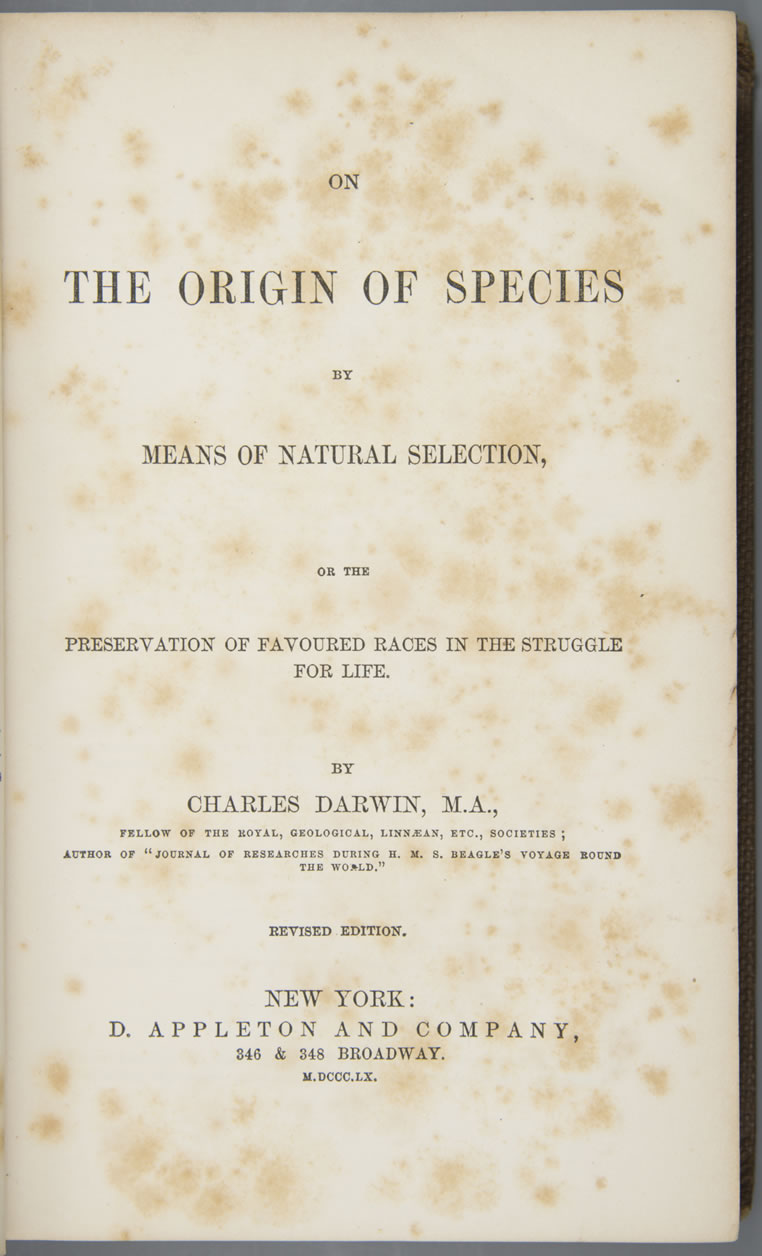 ON
THE ORIGIN OF SPECIES
BY
MEANS OF NATURAL SELECTION,
OR THE
PRESERVATION OF FAVOURED RACES IN THE STRUGGLE
FOR LIFE.
BY
CHARLES DARWIN, M.A.,
FELLOW OF THE ROYAL, GEOLOGICAL, LINNÆAN, ETC., SOCIETIES;
AUTHOR OF “JOURNAL OF RESEARCHES DURING H. M. S. BEAGLE’S VOYAGE ROUND
THE WORLD.”
REVISED EDITION.
NEW YORK:
D. APPLETON AND COMPANY,
346 & 348 BROADWAY.
M.DCCC.LX.